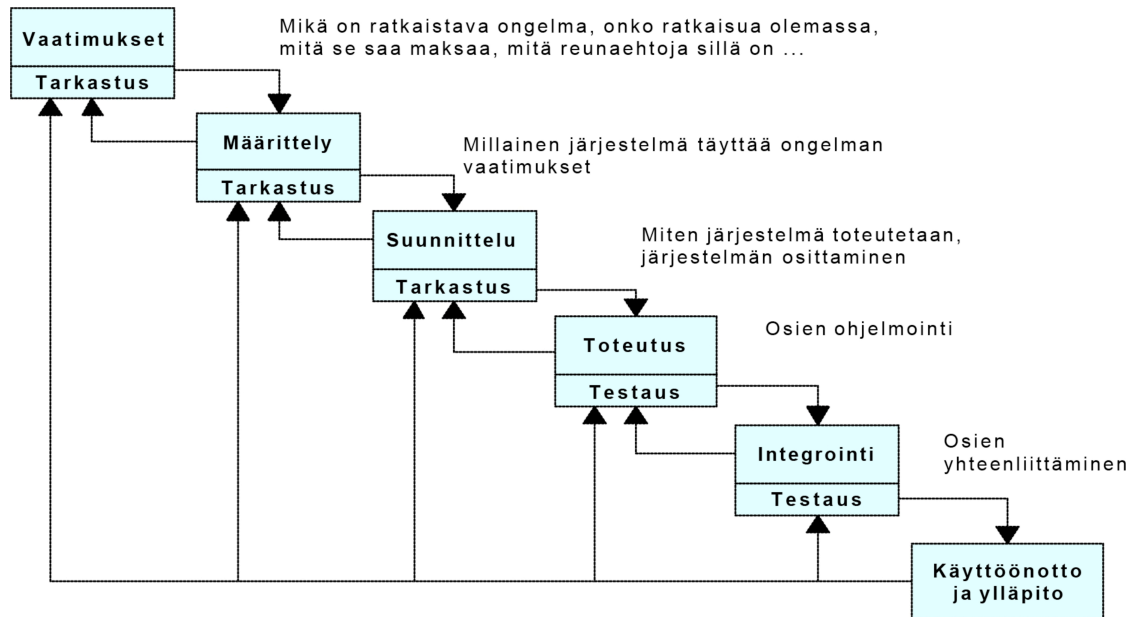 Vaatimukset
Tarkastus
Mikä on ratkaistava ongelma, onko ratkaisua olemassa,
mitä se saa maksaa, mitä reunaehtoja sillä on ...
Määrittely
Tarkastus
Millainen järjestelmä täyttää ongelman
vaatimukset
Suunnittelu
Tarkastus
Miten järjestelmä toteutetaan,
järjestelmän osittaminen
Toteutus
Testaus
Osien ohjelmointi
Integrointi
Testaus
Osien
yhteenliittäminen
Käyttöönotto
ja ylläpito